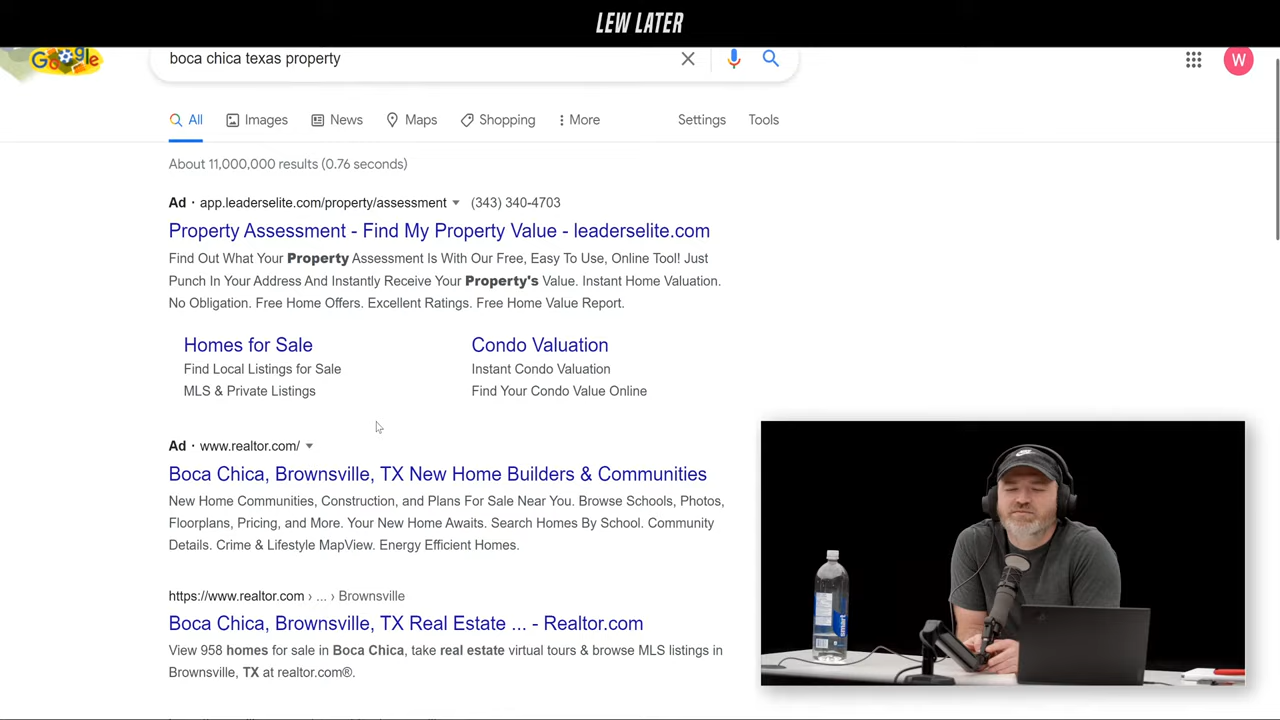 LEW LATER
Google
boca chica texas property
W
All Images News Maps Shopping More Settings Tools
About 11,000,000 results (0.76 seconds)
Ad · app.leaderselite.com/property/assessment (343) 340-4703
Property Assessment - Find My Property Value - leaderselite.com
Find Out What Your Property Assessment Is With Our Free, Easy To Use, Online Tool! Just
Punch In Your Address And Instantly Receive Your Property's Value. Instant Home Valuation.
No Obligation. Free Home Offers. Excellent Ratings. Free Home Value Report.
Homes for Sale
Find Local Listings for Sale
MLS & Private Listings
Condo Valuation
Instant Condo Valuation
Find Your Condo Value Online
Ad · www.realtor.com/
Boca Chica, Brownsville, TX New Home Builders & Communities
New Home Communities, Construction, and Plans For Sale Near You. Browse Schools, Photos,
Floorplans, Pricing, and More. Your New Home Awaits. Search Homes By School. Community
Details. Crime & Lifestyle MapView. Energy Efficient Homes.
https://www.realtor.com › ... › Brownsville
Boca Chica, Brownsville, TX Real Estate ... - Realtor.com
View 958 homes for sale in Boca Chica, take real estate virtual tours & browse MLS listings in
Brownsville, TX at realtor.com®.
smart